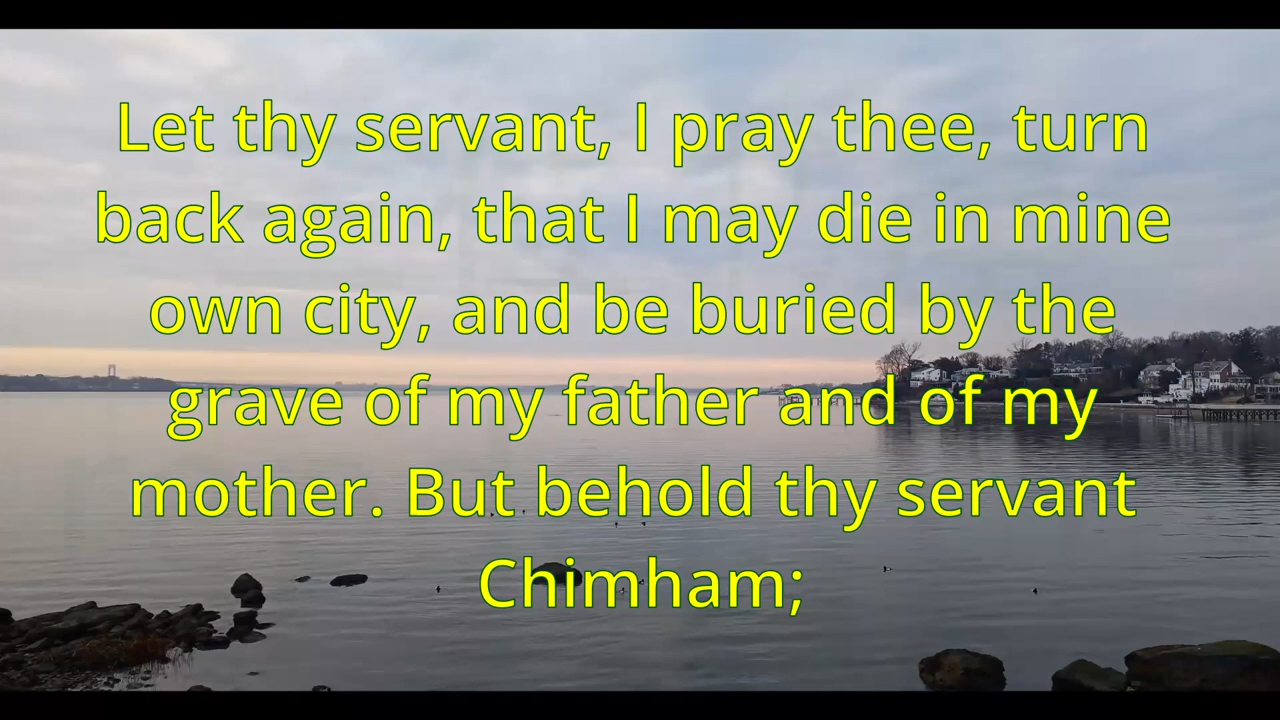 Let thy servant, I pray thee, turn
back again, that I may die in mine
own city, and be buried by the
grave of my father and of my
mother. But behold thy servant
Chimham;